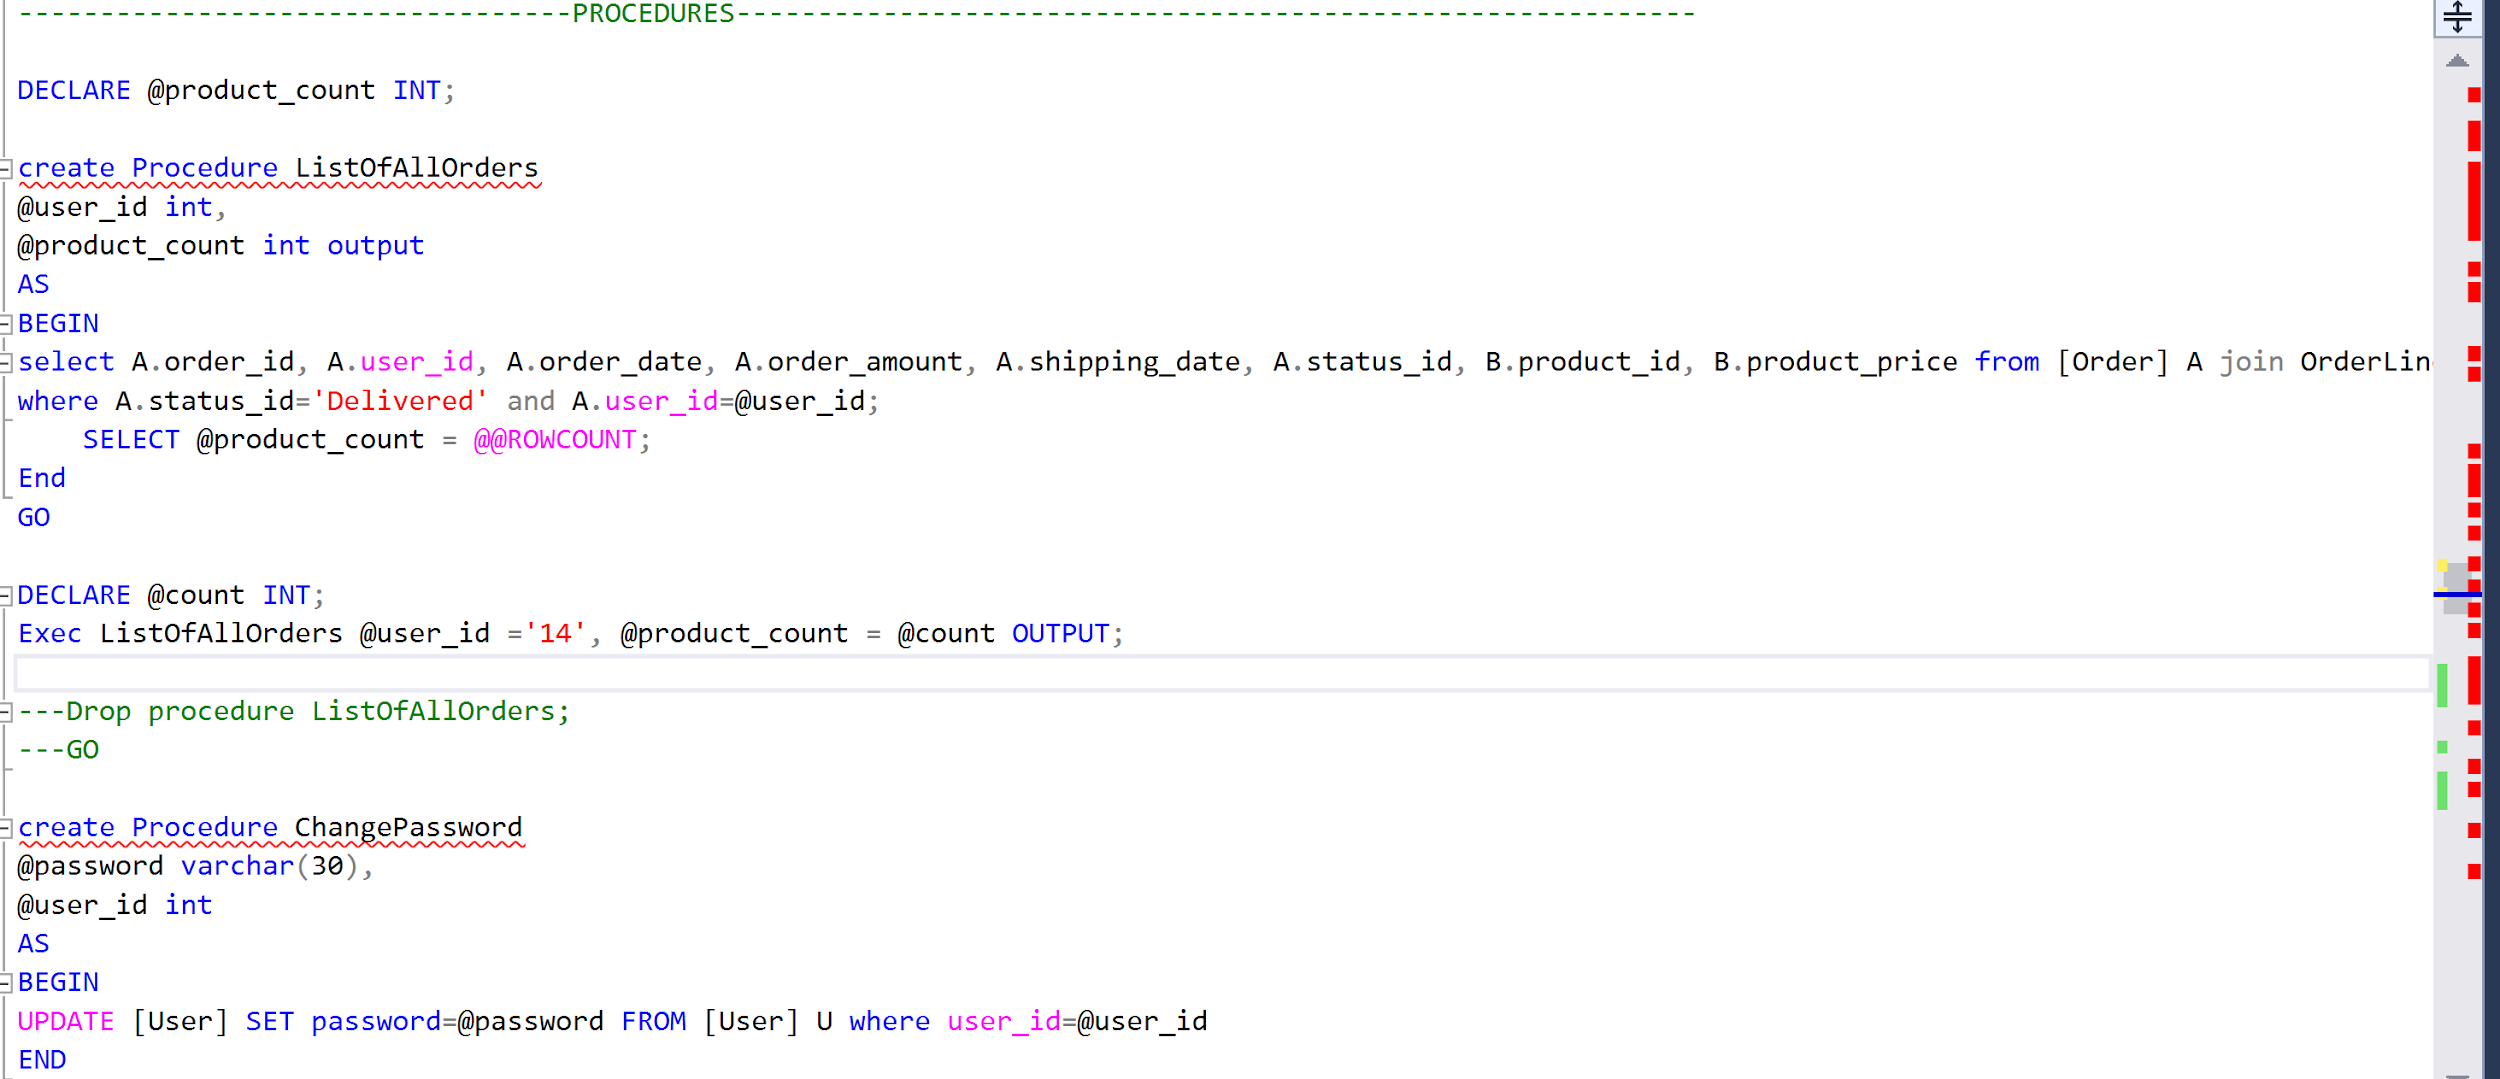 ----------------------------------PROCEDURES-----------------------------------------------------------
DECLARE @product_count INT;
create Procedure ListOfAllOrders
@user_id int,
@product_count int output
AS
BEGIN
select A.order_id, A.user_id, A.order_date, A.order_amount, A.shipping_date, A.status_id, B.product_id, B.product_price from [Order] A join OrderLin
where A.status_id='Delivered' and A.user_id=@user_id;
SELECT @product_count = @@ROWCOUNT;
End
GO
DECLARE @count INT;
Exec ListOfAllOrders @user_id ='14', @product_count = @count OUTPUT;
---Drop procedure ListOfAllOrders;
---GO
create Procedure ChangePassword
@password varchar(30),
@user_id int
AS
BEGIN
UPDATE [User] SET password=@password FROM [User] U where user_id=@user_id
END